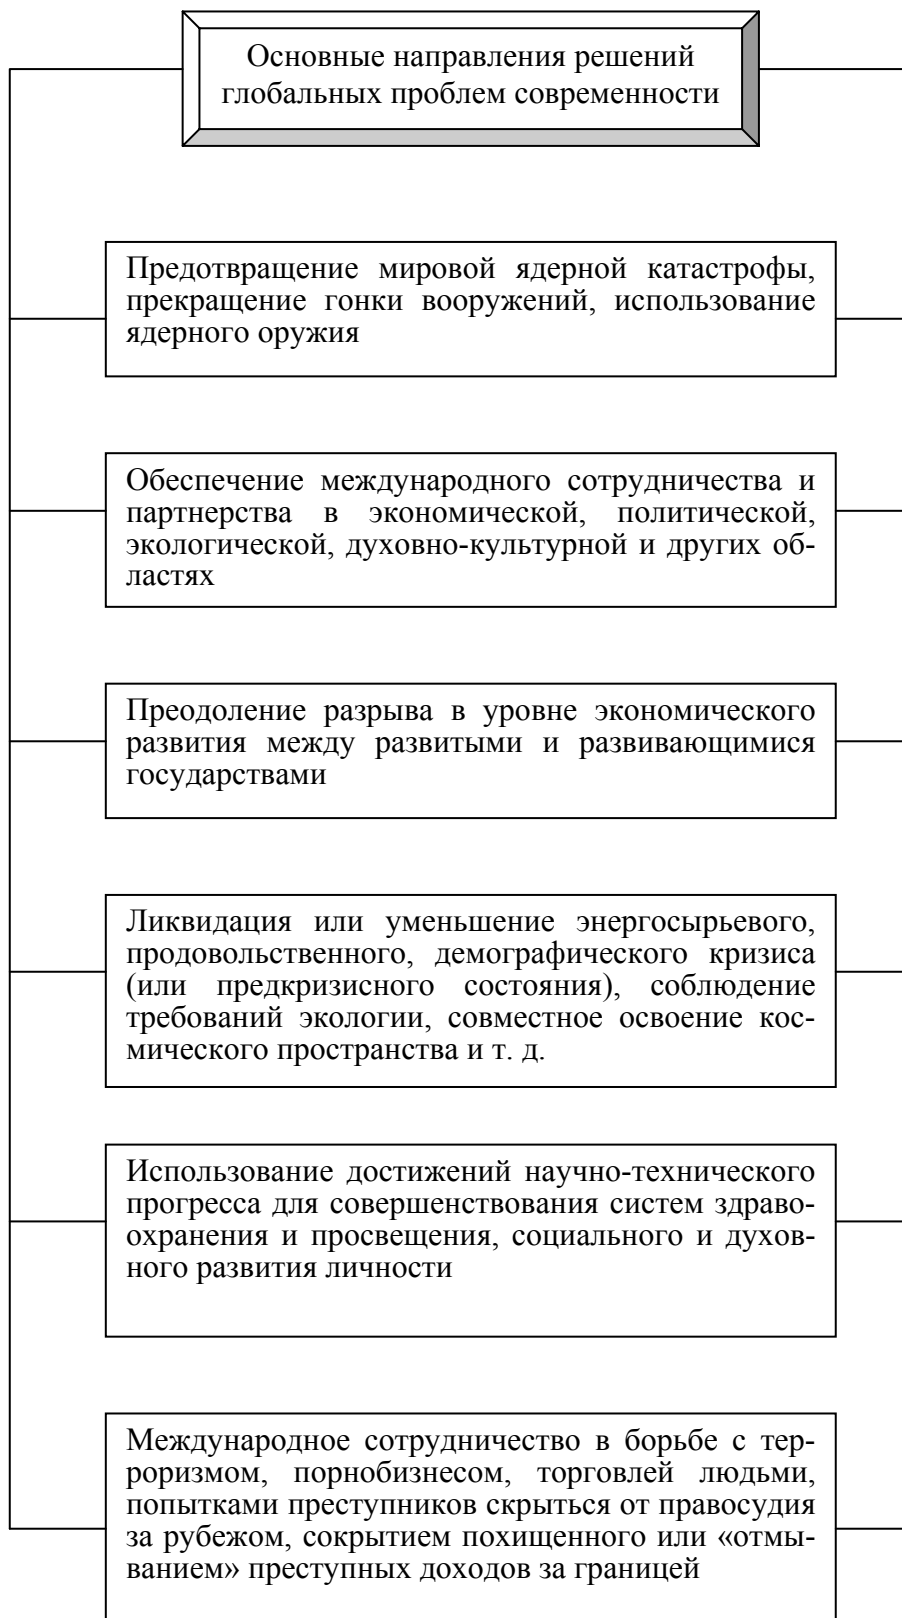 Основные направления решений
глобальных проблем современности
Предотвращение мировой ядерной катастрофы,
прекращение гонки вооружений, использование
ядерного оружия
Обеспечение международного сотрудничества и
партнерства в экономической, политической,
экологической, духовно-культурной и других об-
ластях
Преодоление разрыва в уровне экономического
развития между развитыми и развивающимися
государствами
Ликвидация или уменьшение энергосырьевого,
продовольственного, демографического кризиса
(или предкризисного состояния), соблюдение
требований экологии, совместное освоение кос-
мического пространства и т. д.
Использование достижений научно-технического
прогресса для совершенствования систем здраво-
охранения и просвещения, социального и духов-
ного развития личности
Международное сотрудничество в борьбе с тер-
роризмом, порнобизнесом, торговлей людьми,
попытками преступников скрыться от правосудия
за рубежом, сокрытием похищенного или «отмы-
ванием» преступных доходов за границей